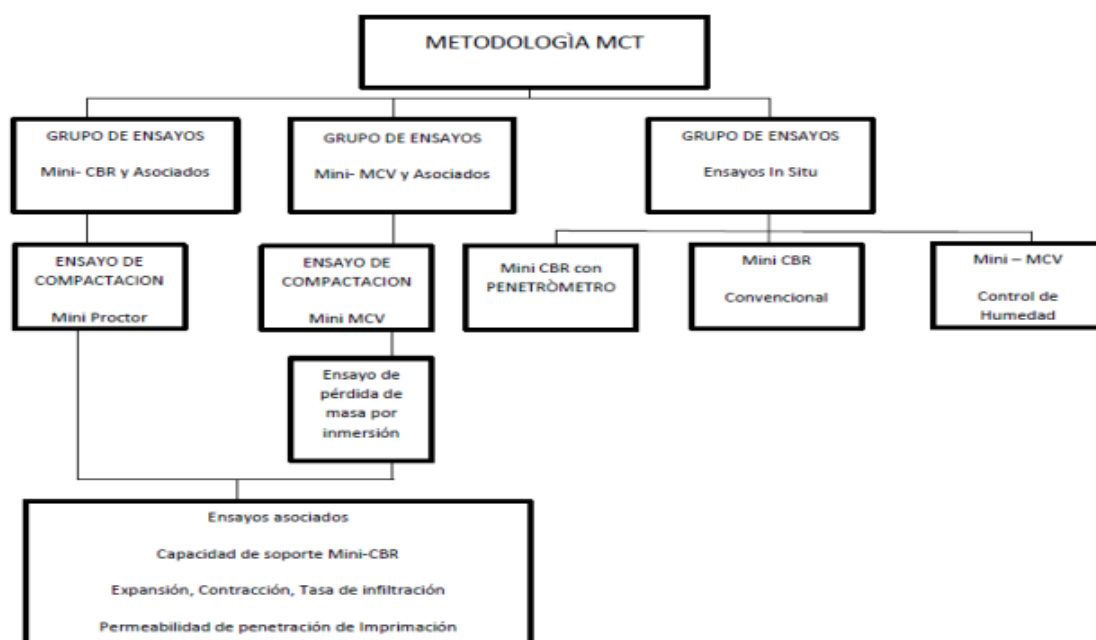 METODOLOGÌA MCT
GRUPO DE ENSAYOS
Mini- CBR y Asociados
GRUPO DE ENSAYOS
Mini- MCV y Asociados
GRUPO DE ENSAYOS
Ensayos In Situ
ENSAYO DE
COMPACTACION
Mini Proctor
ENSAYO DE
COMPACTACION
Mini MCV
Mini CBR con
PENETRÒMETRO
Mini CBR
Convencional
Mini – MCV
Control de
Humedad
Ensayo de
pérdida de
masa por
inmersión
Ensayos asociados
Capacidad de soporte Mini-CBR
Expansión, Contracción, Tasa de infiltración
Permeabilidad de penetración de Imprimación